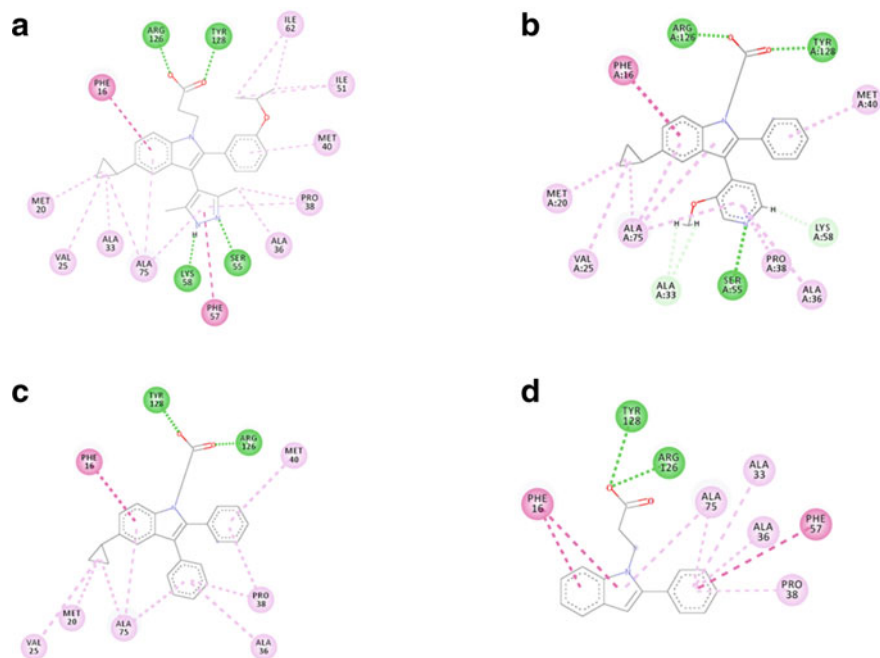 a
ILE
62
ARG
126
TYR
128
PHE
16
ILE
51
O
O
O
N
MET
40
MET
20
PRO
38
VAL
25
ALA
33
ALA
75
N
N
H
ALA
36
LYS
58
SER
55
PHE
57
b
ARG
A:126
O
O
TYR
A:128
PHE
A:16
MET
A:40
N
MET
A:20
O
H
H
H
N
VAL
A:25
ALA
A:75
LYS
A:58
ALA
A:33
SER
A:55
PRO
A:38
ALA
A:36
c
TYR
128
O
O
ARG
126
PHE
16
MET
40
N
MET
20
VAL
25
ALA
75
PRO
38
ALA
36
d
TYR
128
ARG
126
O
O
ALA
33
PHE
16
ALA
75
ALA
36
PHE
57
N
PRO
38